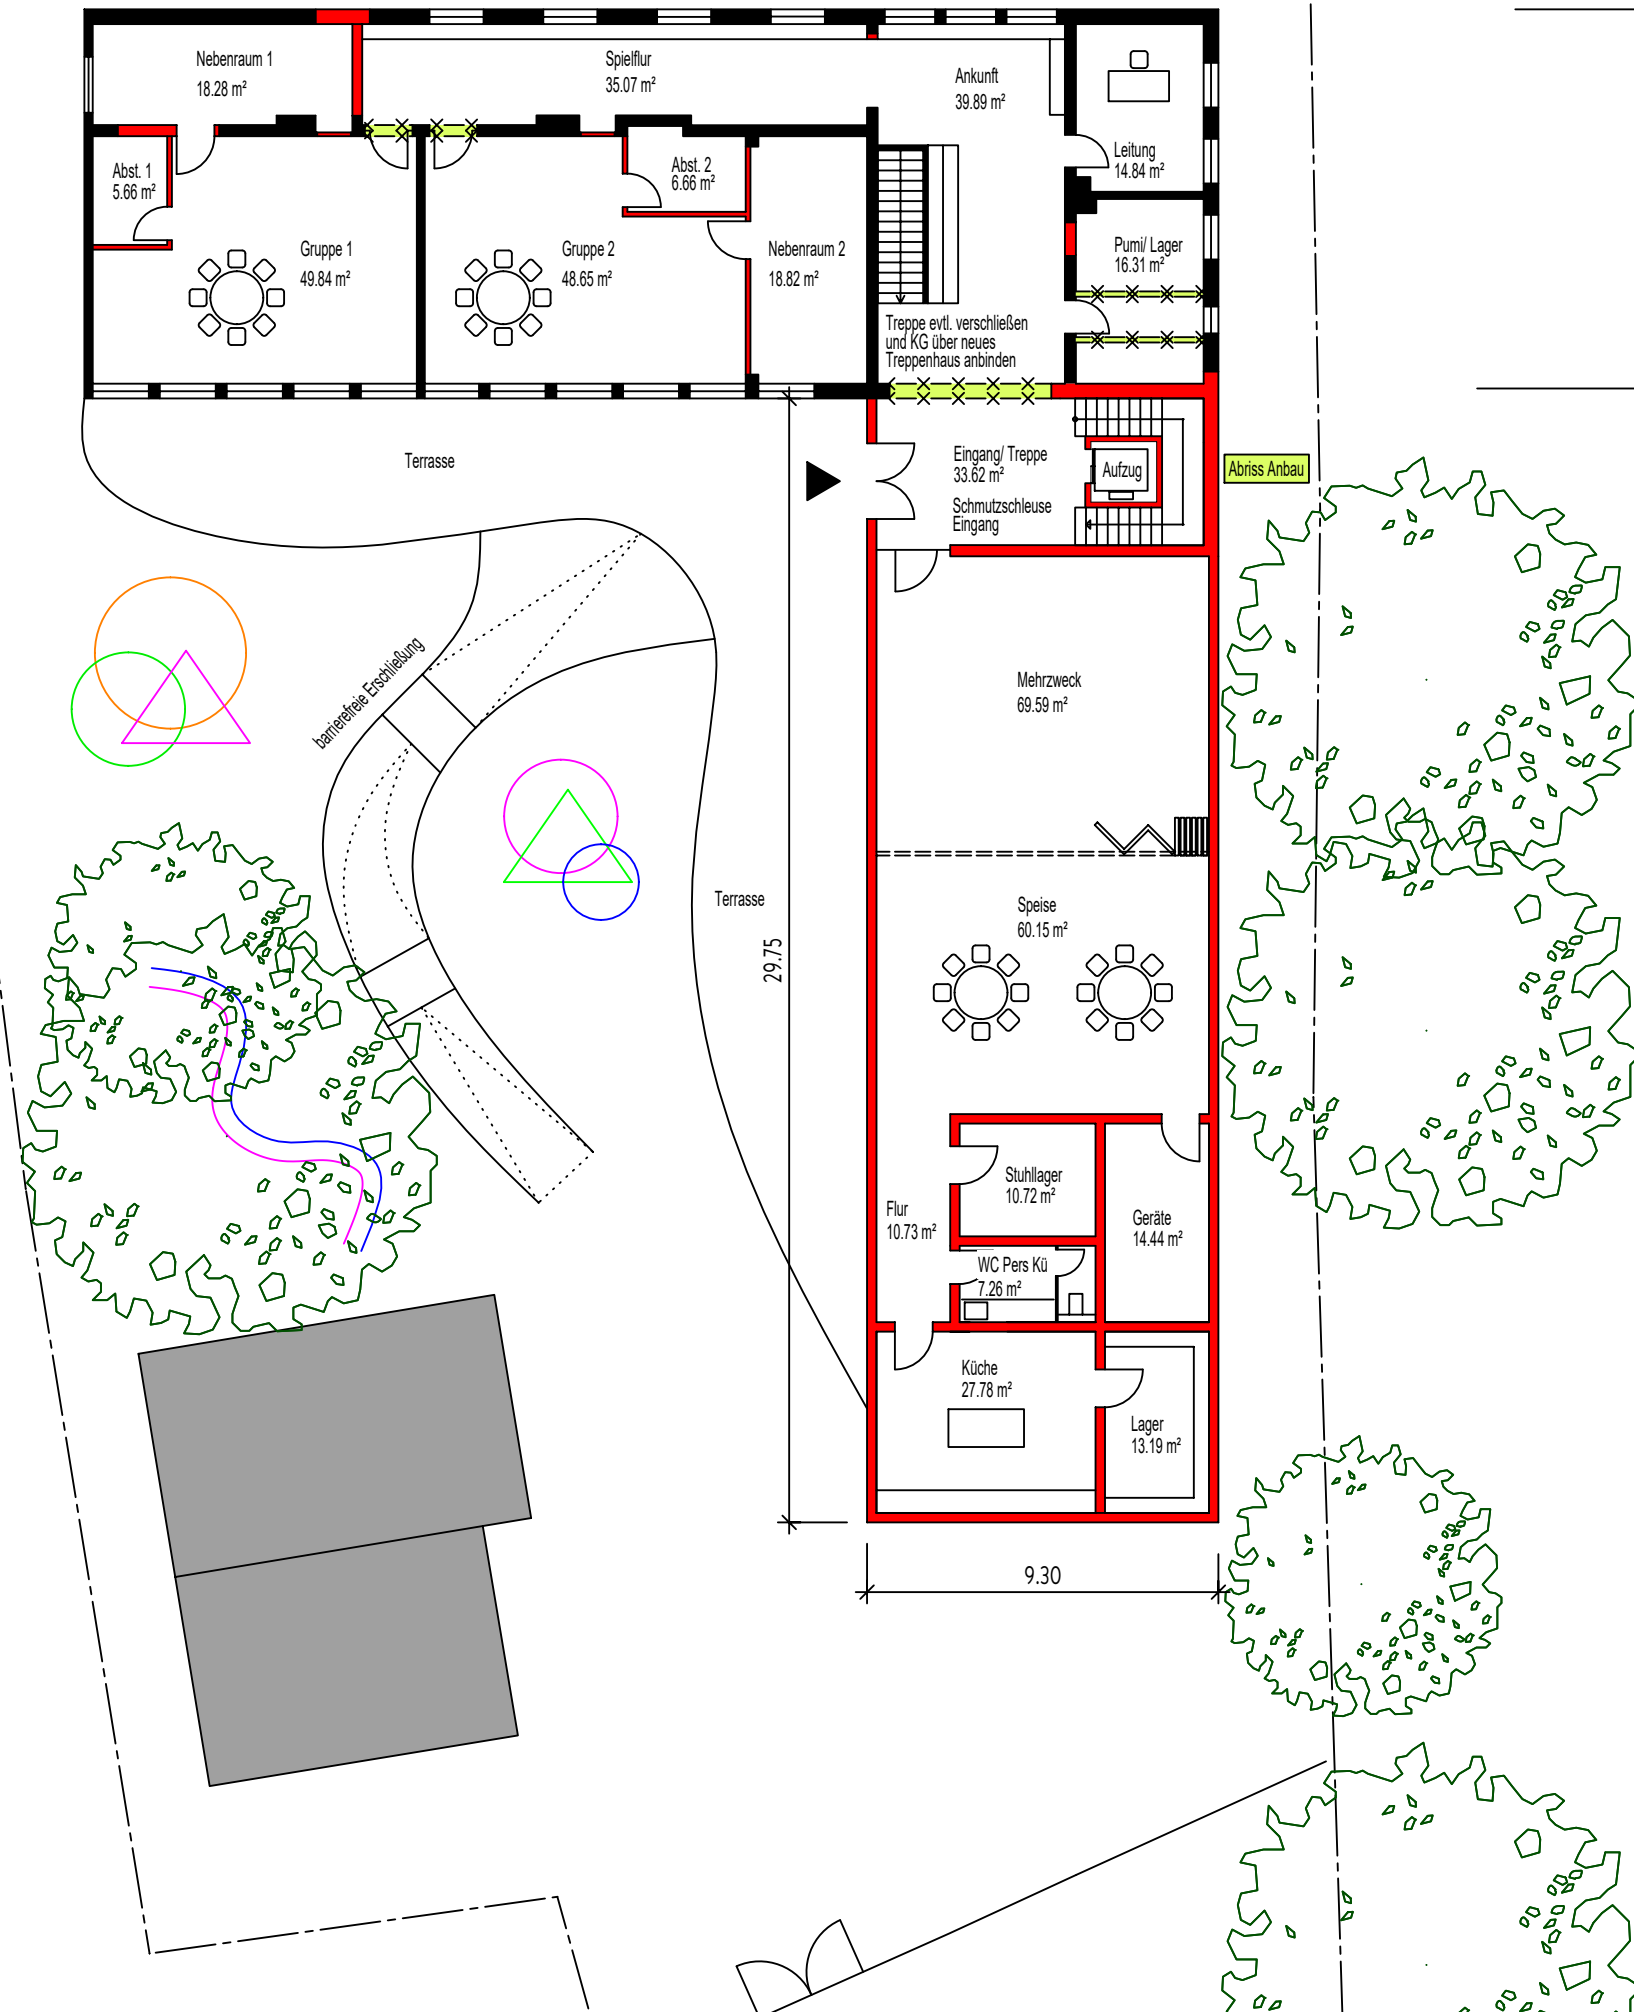 Nebenraum 1
18.28 m²
Spielflur
35.07 m²
Ankunft
39.89 m²
Leitung
14.84 m²
Abst. 1
5.66 m²
Abst. 2
6.66 m²
Gruppe 1
49.84 m²
Gruppe 2
48.65 m²
Nebenraum 2
18.82 m²
Pumi/ Lager
16.31 m²
Treppe evtl. verschließen
und KG über neues
Treppenhaus anbinden
Terrasse
Eingang/ Treppe
33.62 m²
Schmutzschleuse
Eingang
Aufzug
Abriss Anbau
barrierefreie Erschließung
Mehrzweck
69.59 m²
Terrasse
29.75
Speise
60.15 m²
Stuhllager
10.72 m²
Flur
10.73 m²
Geräte
14.44 m²
WC Pers Kü
7.26 m²
Küche
27.78 m²
Lager
13.19 m²
9.30